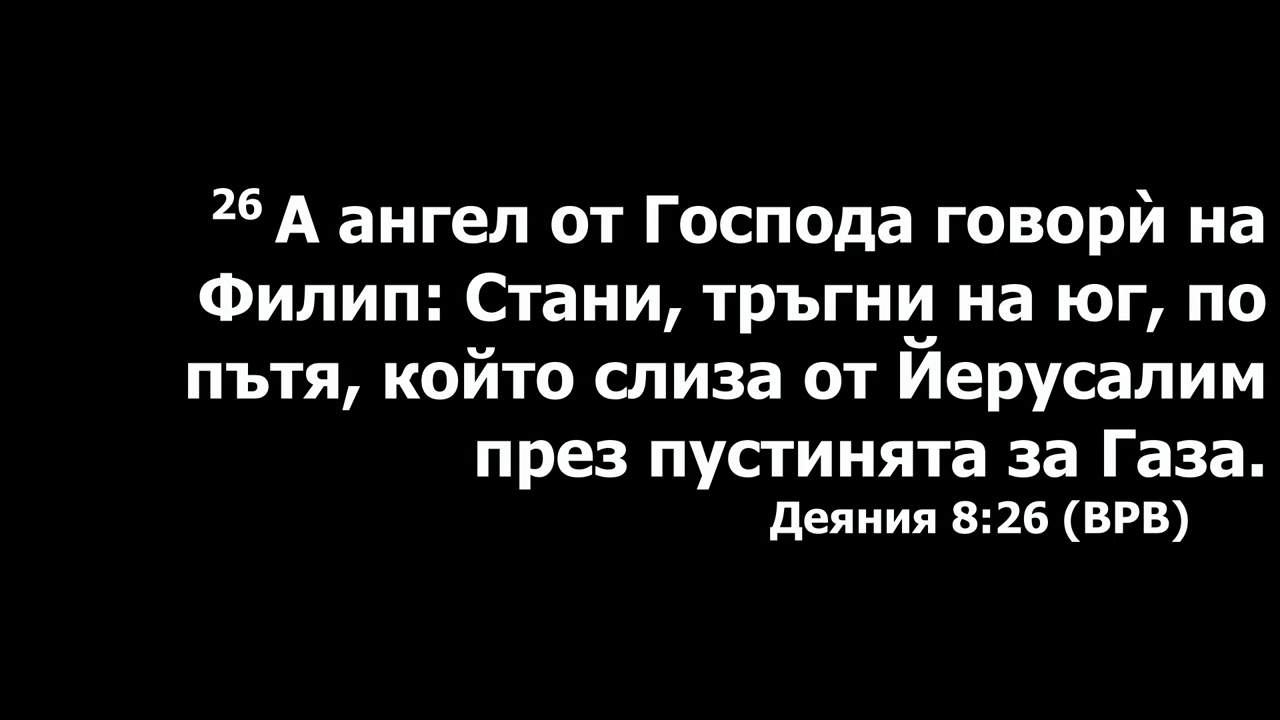 26 А ангел от Господа говорѝ на
Филип: Стани, тръгни на юг, по
пътя, който слиза от Йерусалим
през пустинята за Газа.
Деяния 8:26 (ВРВ)